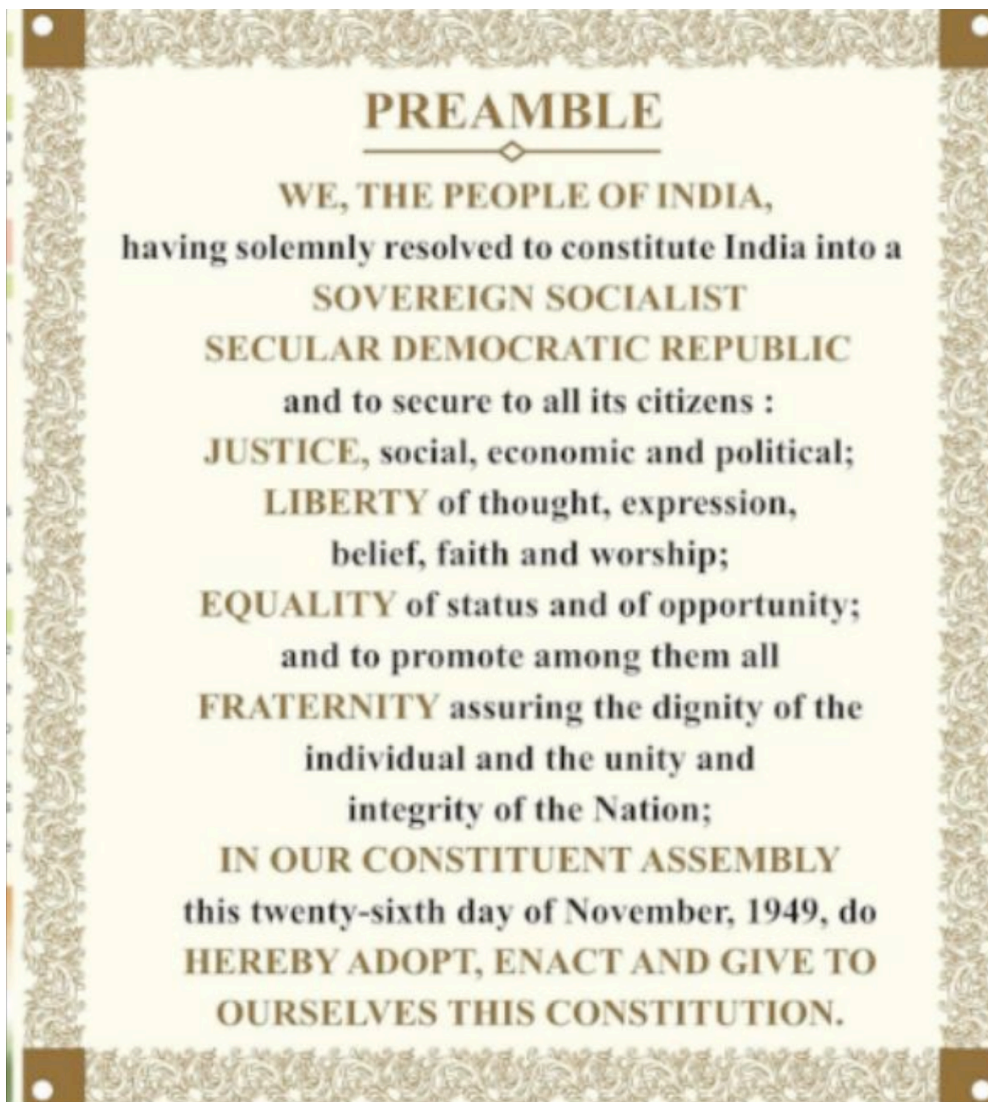 PREAMBLE
WE, THE PEOPLE OF INDIA,
having solemnly resolved to constitute India into a
SOVEREIGN SOCIALIST
SECULAR DEMOCRATIC REPUBLIC
and to secure to all its citizens :
JUSTICE, social, economic and political;
LIBERTY of thought, expression,
belief, faith and worship;
EQUALITY of status and of opportunity;
and to promote among them all
FRATERNITY assuring the dignity of the
individual and the unity and
integrity of the Nation;
IN OUR CONSTITUENT ASSEMBLY
this twenty-sixth day of November, 1949, do
HEREBY ADOPT, ENACT AND GIVE TO
OURSELVES THIS CONSTITUTION.